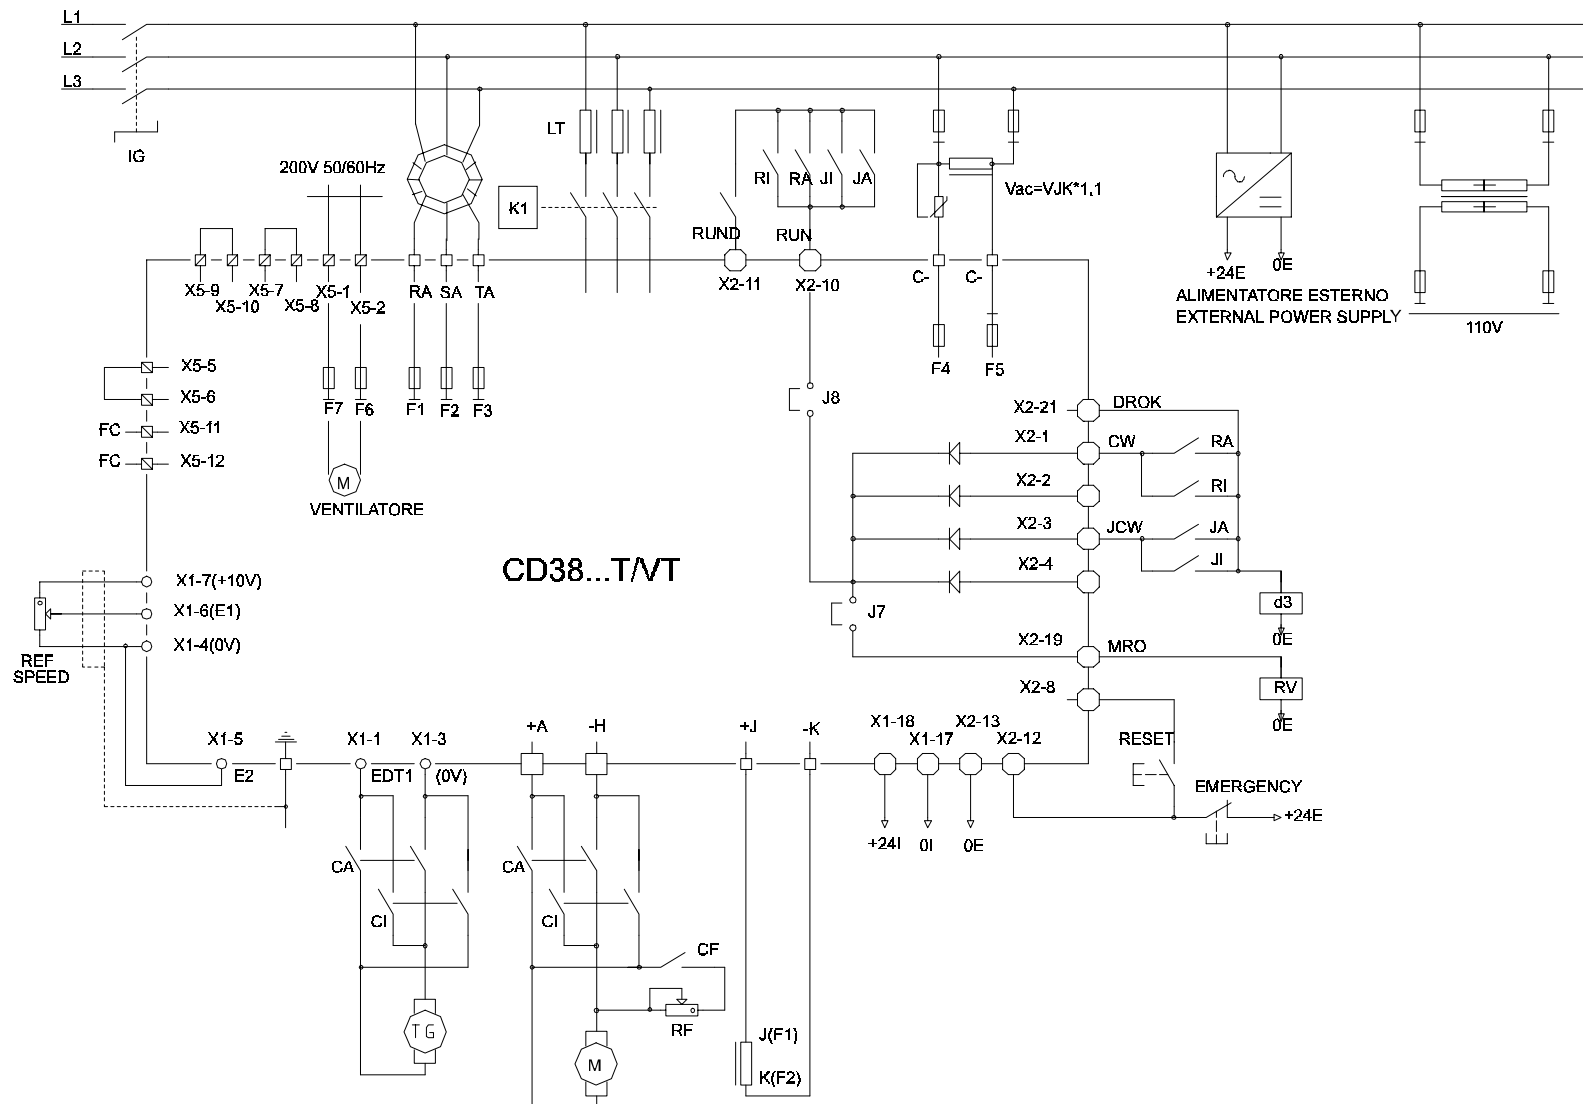 L1
L2
L3
IG
200V 50/60Hz
LT
K1
RI
RA
JI
JA
Vac=VJK*1,1
RUND
RUN
X2-11
X2-10
C-
C-
+24E
0E
ALIMENTATORE ESTERNO
EXTERNAL POWER SUPPLY
110V
X5-9
X5-10
X5-7
X5-8
X5-1
X5-2
RA
SA
TA
X5-5
X5-6
FC
X5-11
FC
X5-12
F7
F6
F1
F2
F3
F4
F5
M
VENTILATORE
J8
X2-21
DROK
X2-1
CW
RA
X2-2
RI
X2-3
JCW
JA
X2-4
JI
CD38...T/VT
J7
d3
0E
X1-7(+10V)
X1-6(E1)
X1-4(0V)
REF
SPEED
X2-19
MRO
X2-8
RV
0E
X1-5
E2
X1-1
EDT1
X1-3
(0V)
+A
-H
+J
-K
X1-18
X1-17
X2-13
X2-12
RESET
EMERGENCY
+24E
+24I
0I
0E
CA
CI
CA
CI
CF
RF
TG
M
J(F1)
K(F2)